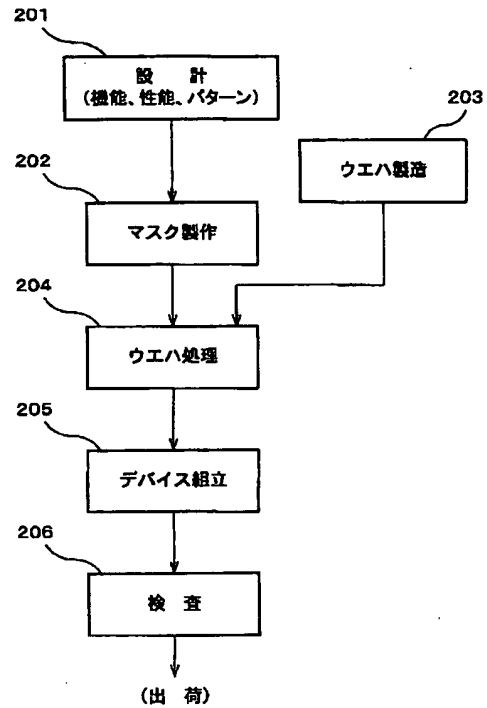 201
設 計
(機能、性能、パターン)
203
ウエハ製造
202
マスク製作
204
ウエハ処理
205
デバイス組立
206
検 査
(出 荷)